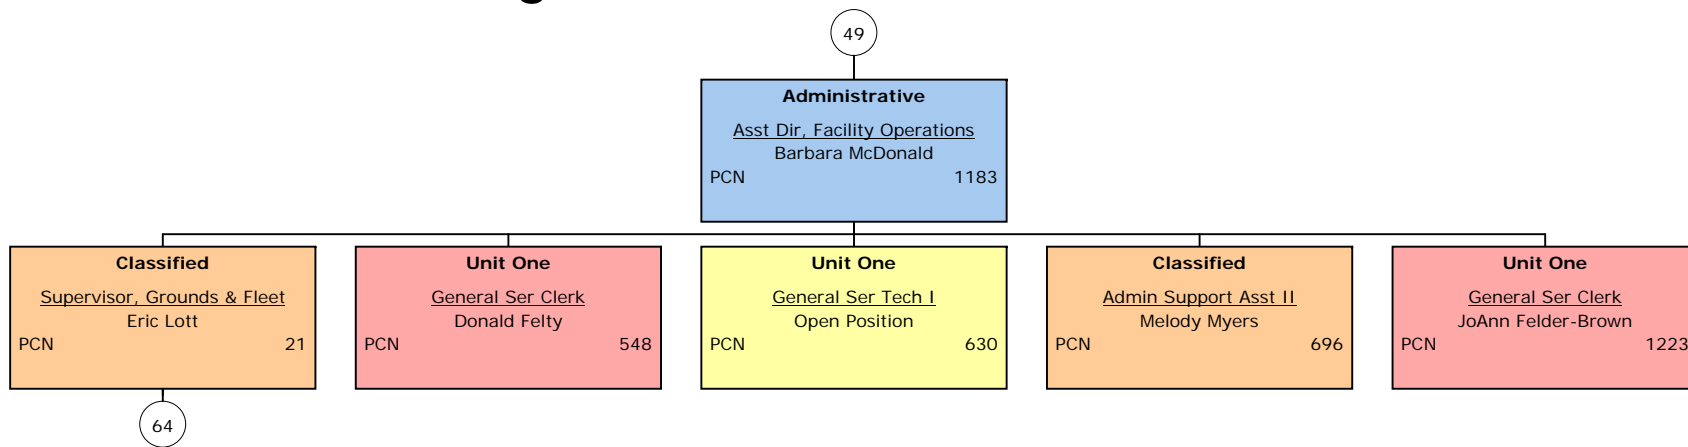 49
Administrative
Asst Dir, Facility Operations
Barbara McDonald
PCN 1183
Classified
Supervisor, Grounds & Fleet
Eric Lott
PCN 21
Unit One
General Ser Clerk
Donald Felty
PCN 548
Unit One
General Ser Tech I
Open Position
PCN 630
Classified
Admin Support Asst II
Melody Myers
PCN 696
Unit One
General Ser Clerk
JoAnn Felder-Brown
PCN 1223
64